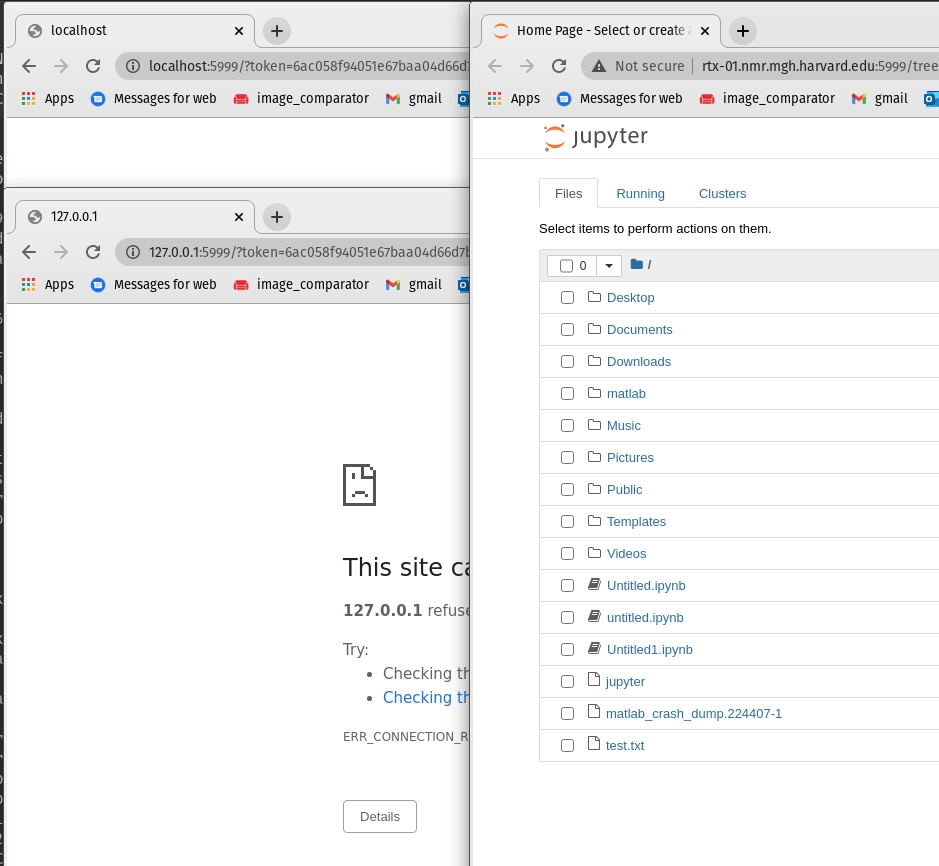 localhost
localhost:5999/?token=6ac058f94051e67baa04d66d
Apps Messages for web image_comparator gmail
127.0.0.1
127.0.0.1:5999/?token=6ac058f94051e67baa04d66d7b
Apps Messages for web image_comparator gmail
This site ca
127.0.0.1 refuse
Try:
Checking th
Checking th
ERR_CONNECTION_R
Details
Home Page - Select or create a
Not secure rtx-01.nmr.mgh.harvard.edu:5999/tree
Apps Messages for web image_comparator gmail
jupyter
Files Running Clusters
Select items to perform actions on them.
0 /
Desktop
Documents
Downloads
matlab
Music
Pictures
Public
Templates
Videos
Untitled.ipynb
untitled.ipynb
Untitled1.ipynb
jupyter
matlab_crash_dump.224407-1
test.txt